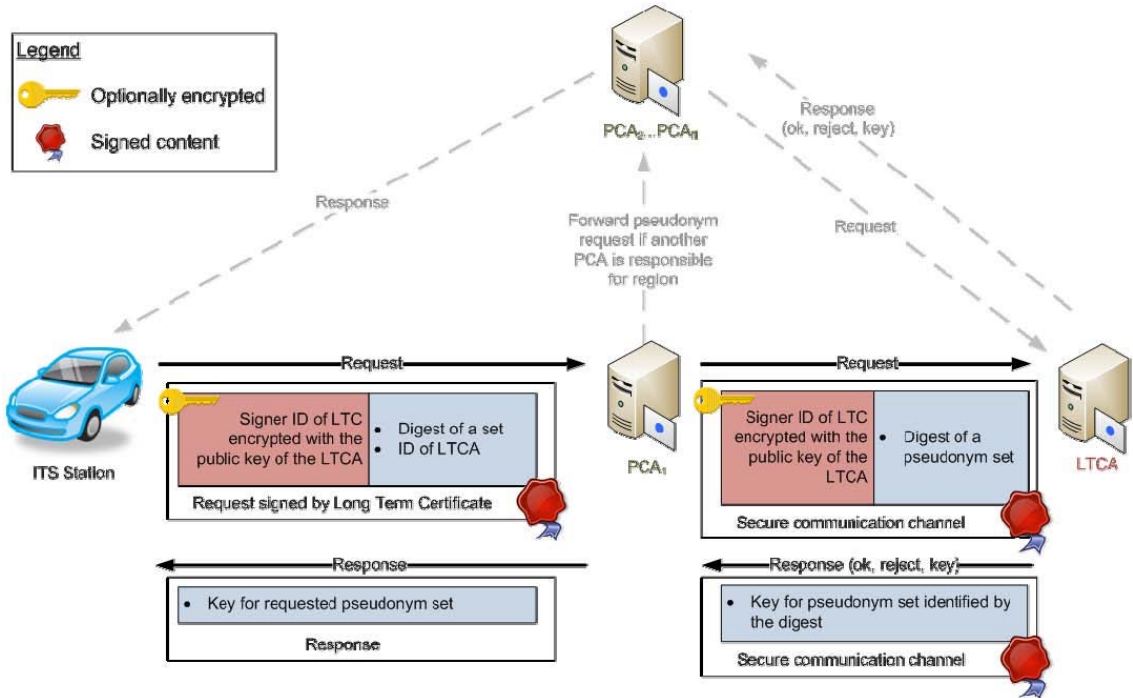 Legend
Optionally encrypted
Signed content
PCA₂...PCAₙ
Response
(ok, reject, key)
Response
Request
Forward pseudonym
request if another
PCA is responsible
for region
Request
Request
Signer ID of LTC
encrypted with the
public key of the LTCA
• Digest of a set
• ID of LTCA
Request signed by Long Term Certificate
ITS Station
PCA₁
Signer ID of LTC
encrypted with the
public key of the
LTCA
• Digest of a
pseudonym set
Secure communication channel
LTCA
Response
• Key for requested pseudonym set
Response
Response (ok, reject, key)
• Key for pseudonym set identified by
the digest
Secure communication channel